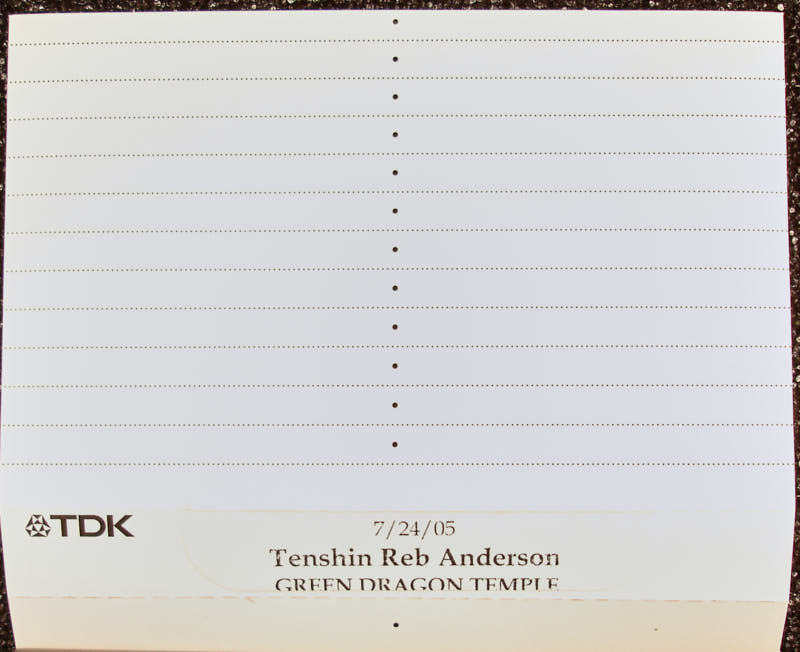 TDK
7/24/05
Tenshin Reb Anderson
GREEN DRAGON TEMPLE